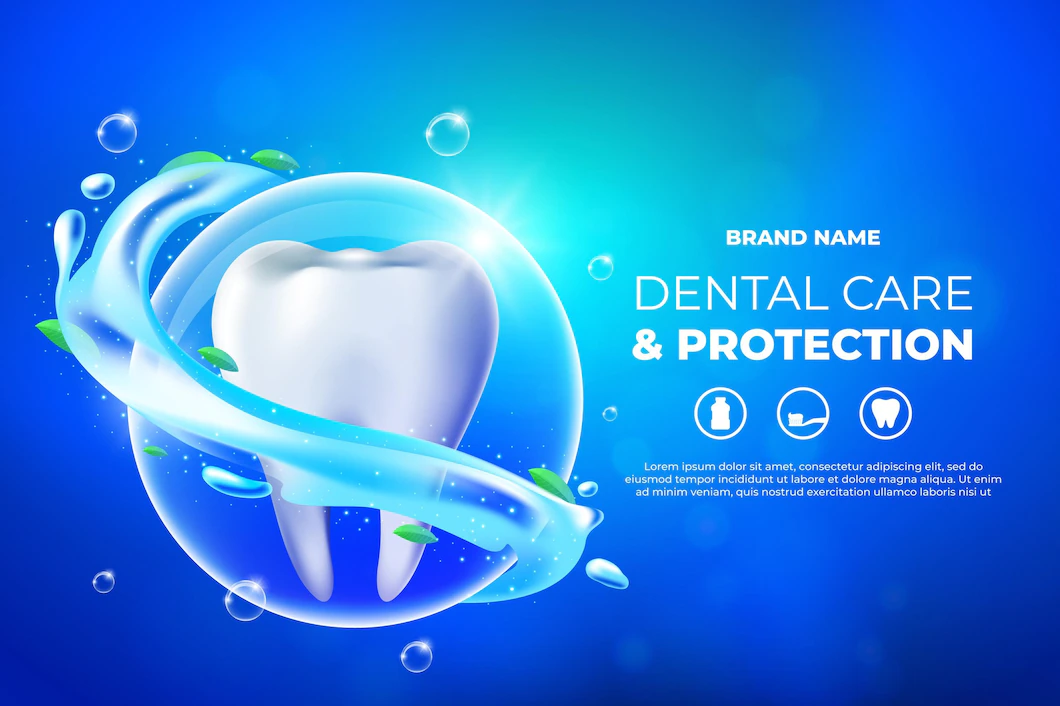 BRAND NAME
DENTAL CARE
& PROTECTION
Lorem ipsum dolor sit amet, consectetur adipiscing elit, sed do
eiusmod tempor incididunt ut labore et dolore magna aliqua. Ut enim
ad minim veniam, quis nostrud exercitation ullamco laboris nisi ut